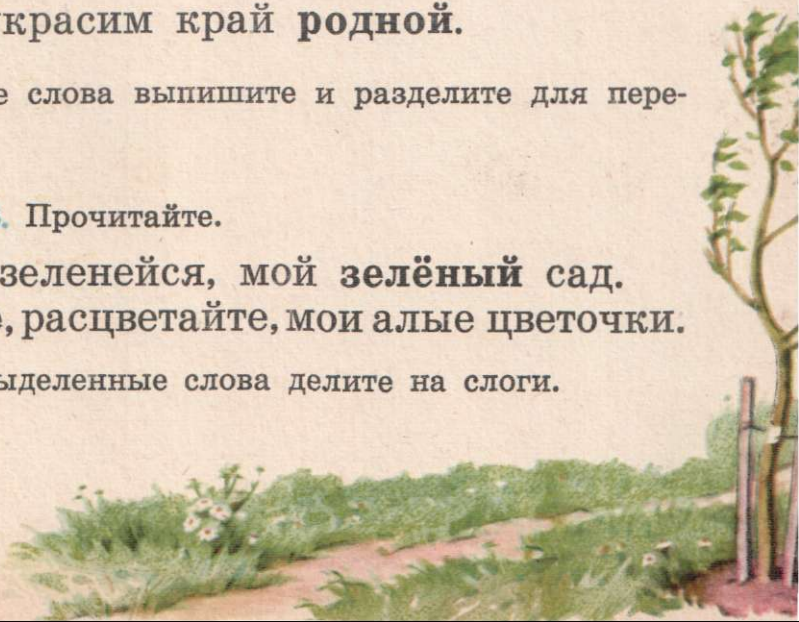 украсим край родной.
е слова выпишите и разделите для пере-
. Прочитайте.
зеленейся, мой зелёный сад.
е, расцветайте, мои алые цветочки.
ыделенные слова делите на слоги.